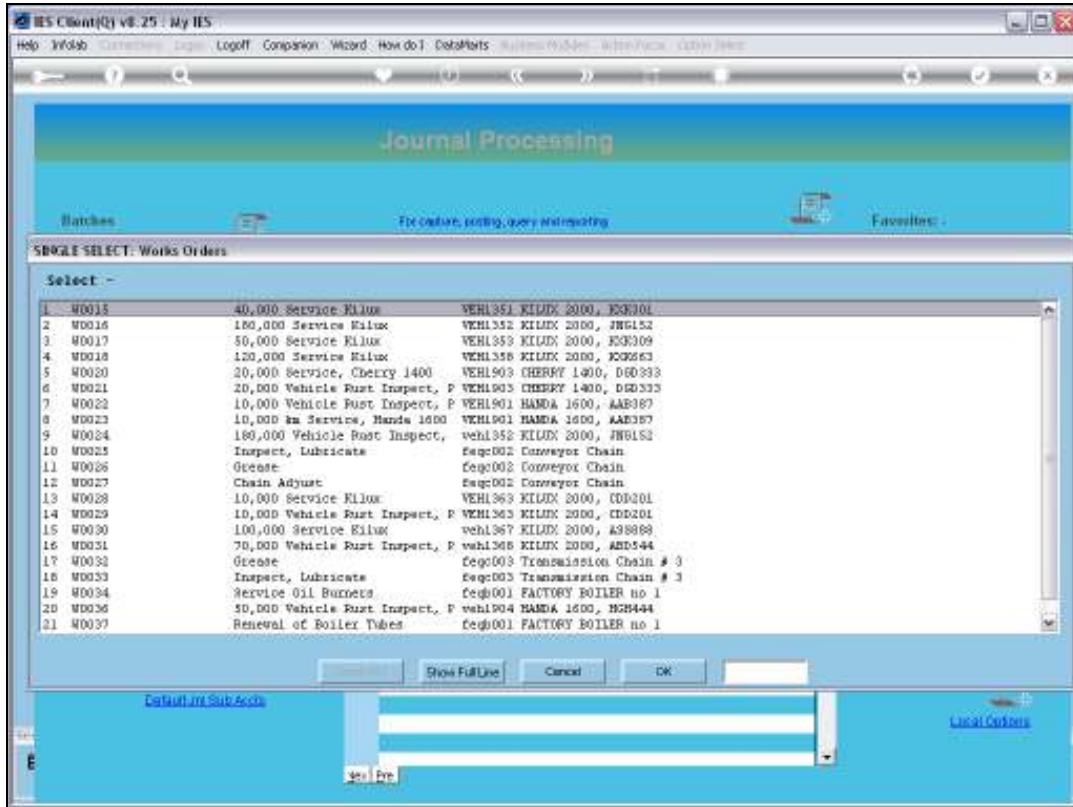 IES Client(Q) v8.25 : My IES
Help Infolab Logoff Companion Wizard How do I DataMarts
Journal Processing
Batches
For capture, posting, query and reporting
Favorites: -
SINGLE SELECT: Works Orders
Select -
1 W0015 40,000 Service Kilux VEH1351 KILUX 2000,
2 W0016 160,000 Service Kilux VEH1352 KILUX 2000, JNG152
3 W0017 50,000 Service Kilux VEH1353 KILUX 2000,
4 W0018 120,000 Service Kilux VEH1358 KILUX 2000,
5 W0020 20,000 Service, Cherry 1400 VEH1903 CHERRY 1400, DGD333
6 W0021 20,000 Vehicle Rust Inspect, P VEH1903 CHERRY 1400, DGD333
7 W0022 10,000 Vehicle Rust Inspect, P VEH1901 HANDA 1600, AAB387
8 W0023 10,000 km Service, Handa 1600 VEH1901 HANDA 1600, AAB387
9 W0024 180,000 Vehicle Rust Inspect, veh1352 KILUX 2000, JNG152
10 W0025 Inspect, Lubricate feqc002 Conveyor Chain
11 W0026 Grease feqc002 Conveyor Chain
12 W0027 Chain Adjust feqc002 Conveyor Chain
13 W0028 10,000 Service Kilux VEH1363 KILUX 2000, CDD201
14 W0029 10,000 Vehicle Rust Inspect, P VEH1363 KILUX 2000, CDD201
15 W0030 100,000 Service Kilux veh1367 KILUX 2000,
16 W0031 70,000 Vehicle Rust Inspect, P veh1368 KILUX 2000, ABD544
17 W0032 Grease feqc003 Transmission Chain # 3
18 W0033 Inspect, Lubricate feqc003 Transmission Chain # 3
19 W0034 Service Oil Burners feqb001 FACTORY BOILER no 1
20 W0036 50,000 Vehicle Rust Inspect, P veh1904 HANDA 1600, HGH444
21 W0037 Renewal of Boiler Tubes feqb001 FACTORY BOILER no 1
Show Full Line Cancel OK
Default Jnl Sub Accts
Local Options
Nex Pre